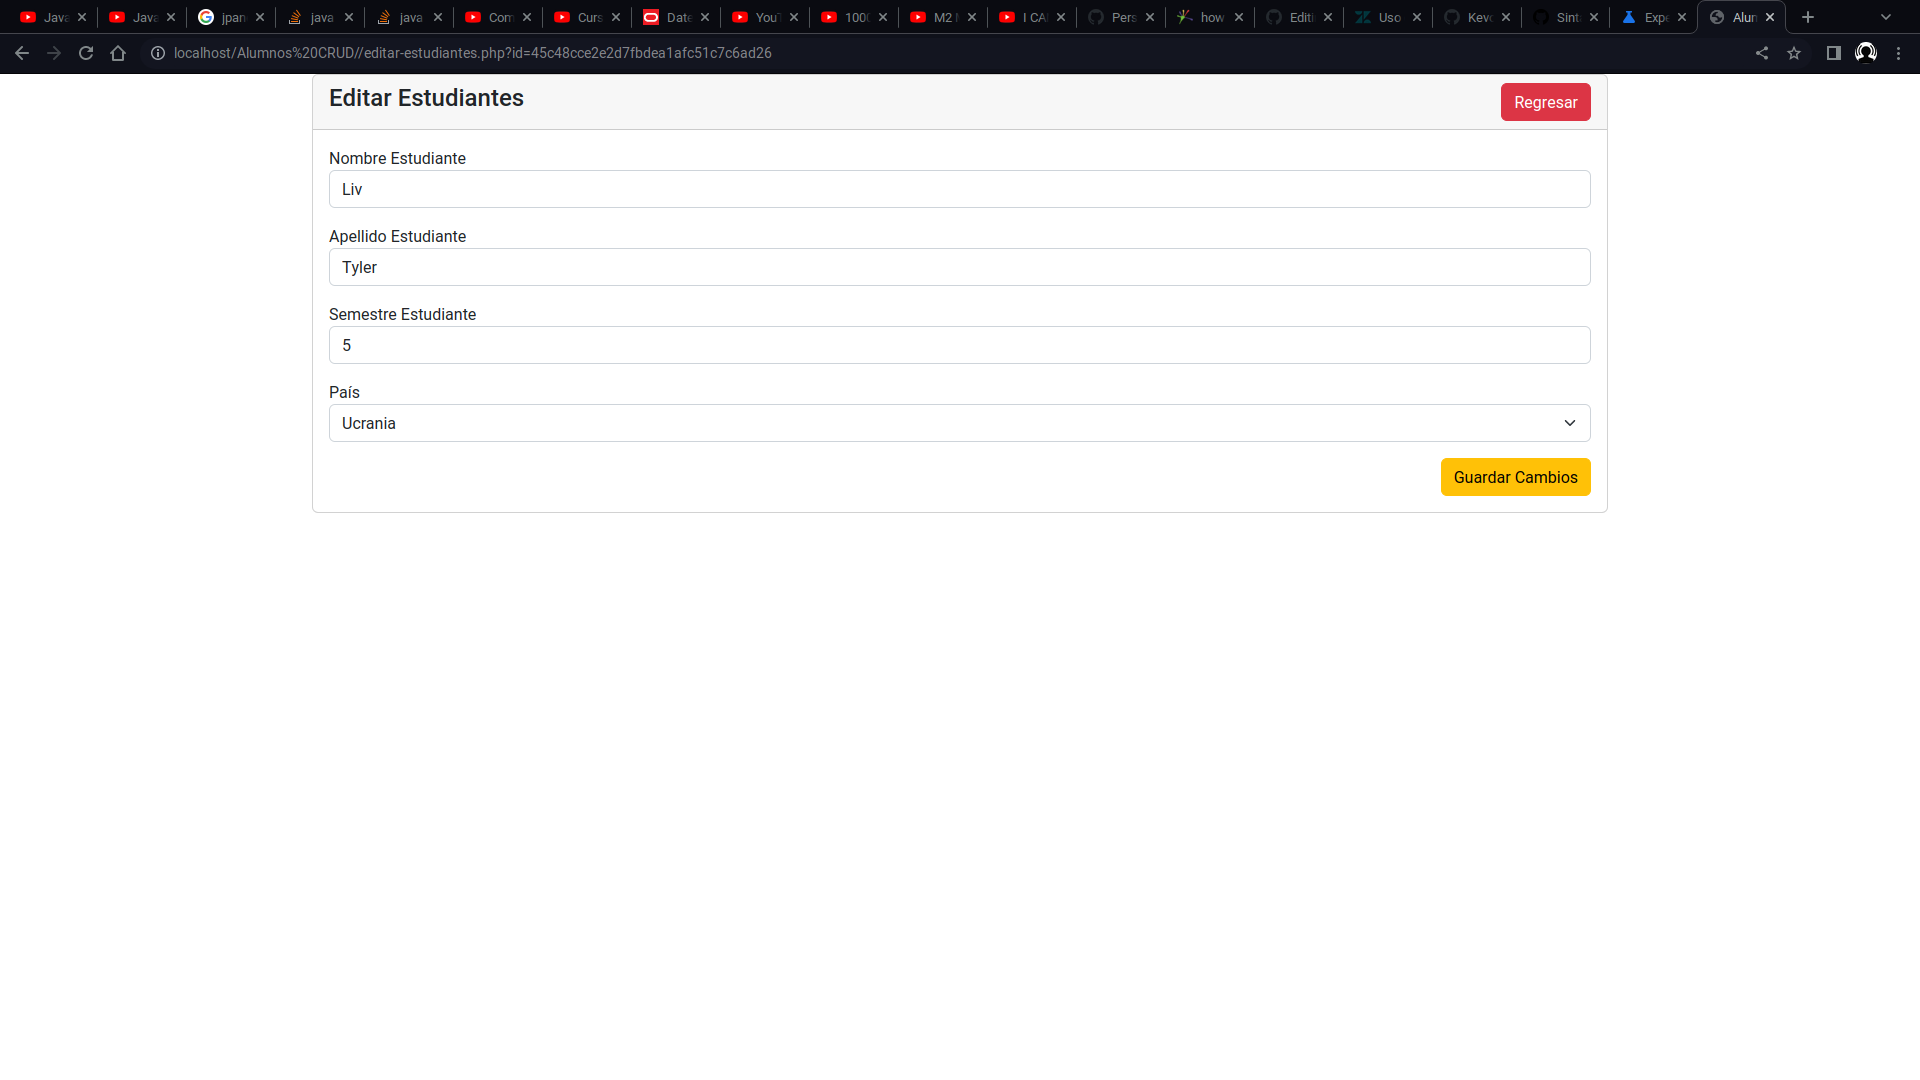 Java
Java
jpan
java
java
Com
Curs
Date
YouT
100
M2
I CA
Pers
how
Editi
Uso
Kevo
Sint
Expe
Alun
localhost/Alumnos%20CRUD//editar-estudiantes.php?id=45c48cce2e2d7fbdea1afc51c7c6ad26
Editar Estudiantes
Regresar
Nombre Estudiante
Liv
Apellido Estudiante
Tyler
Semestre Estudiante
5
País
Ucrania
Guardar Cambios